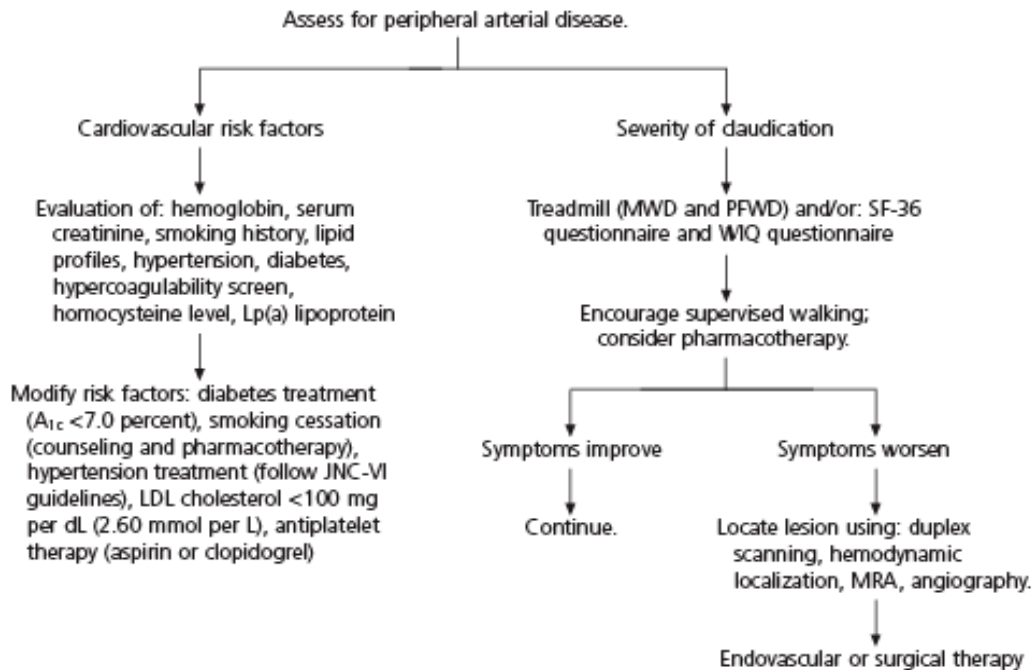 Assess for peripheral arterial disease.
Cardiovascular risk factors
Evaluation of: hemoglobin, serum
creatinine, smoking history, lipid
profiles, hypertension, diabetes,
hypercoagulability screen,
homocysteine level, Lp(a) lipoprotein
Modify risk factors: diabetes treatment
(A1c <7.0 percent), smoking cessation
(counseling and pharmacotherapy),
hypertension treatment (follow JNC-VI
guidelines), LDL cholesterol <100 mg
per dL (2.60 mmol per L), antiplatelet
therapy (aspirin or clopidogrel)
Severity of claudication
Treadmill (MWD and PFWD) and/or: SF-36
questionnaire and WIQ questionnaire
Encourage supervised walking;
consider pharmacotherapy.
Symptoms improve
Continue.
Symptoms worsen
Locate lesion using: duplex
scanning, hemodynamic
localization, MRA, angiography.
Endovascular or surgical therapy